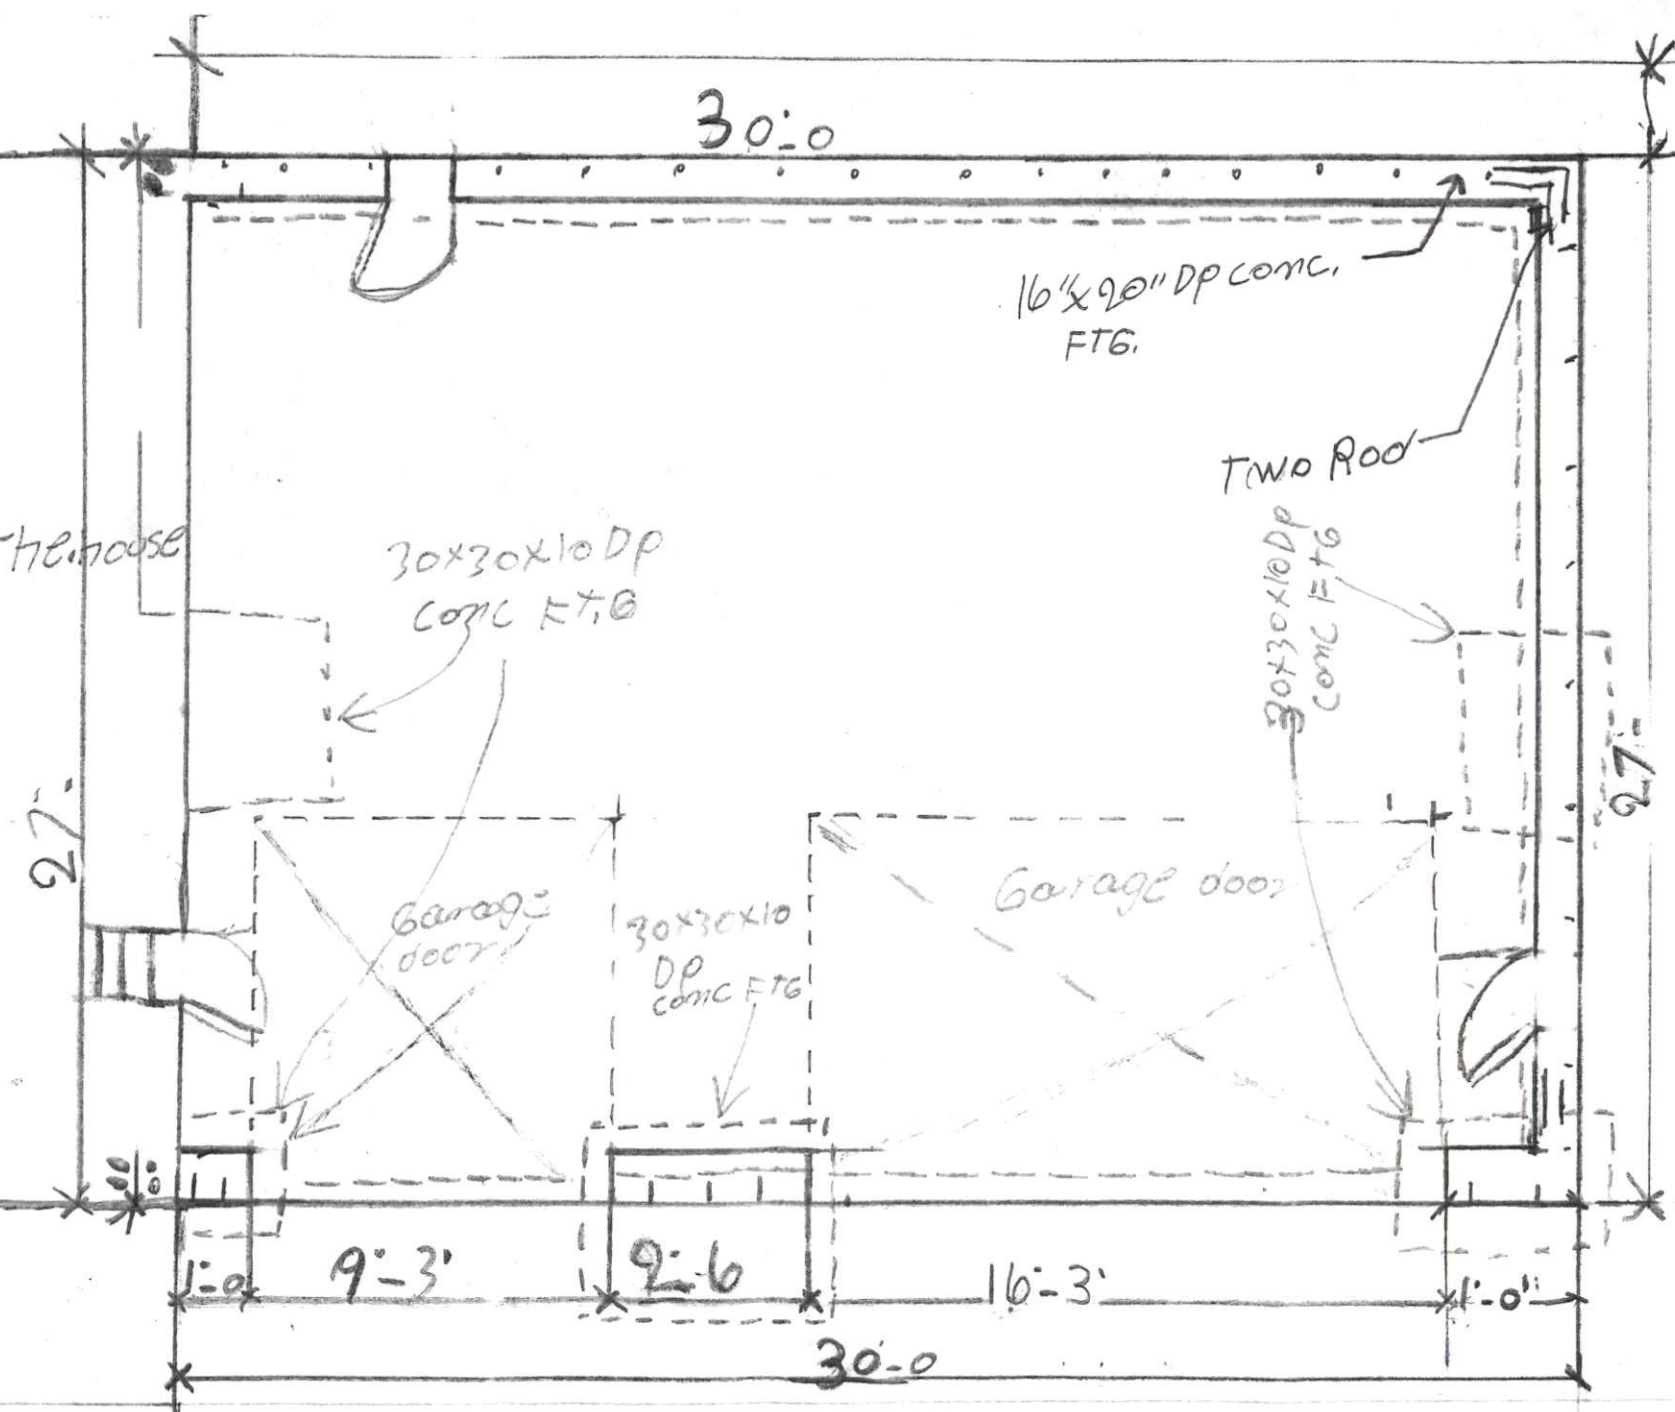 30'-0
16"x20" Dp conc.
FTG.
TWO Rod
the house
30x30x10 Dp
conc FT,G
30x30x10 Dp
conc FTG
27'-
27'-
Garage door
Garage
door
30x30x10
DP
conc FTG
1'-0
9'-3'
2'-6
16'-3'
1'-0'
30'-0